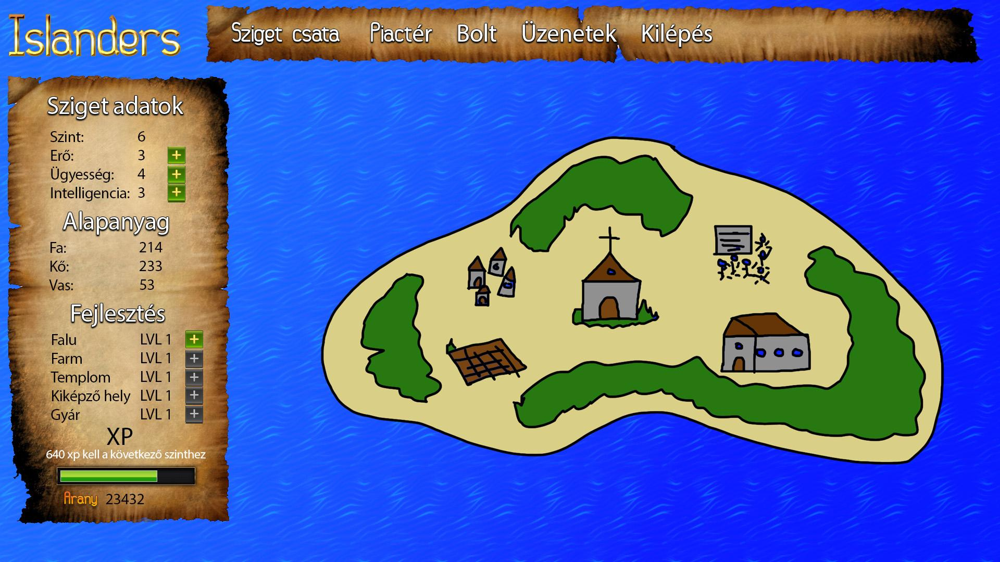 Islanders
Sziget csata Piactér Bolt Üzenetek Kilépés
Sziget adatok
Szint: 6
Erő: 3 +
Ügyesség: 4 +
Intelligencia: 3 +
Alapanyag
Fa: 214
Kő: 233
Vas: 53
Fejlesztés
Falu LVL 1 +
Farm LVL 1 +
Templom LVL 1 +
Kiképző hely LVL 1 +
Gyár LVL 1 +
XP
640 xp kell a következő szinthez
Arany 23432